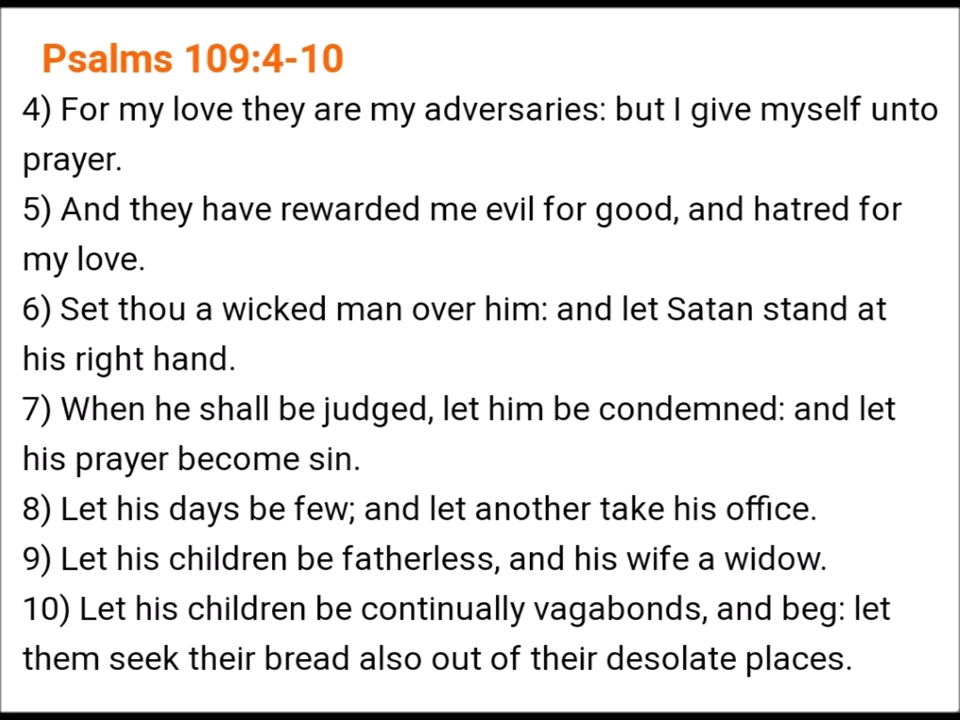 Psalms 109:4-10
4) For my love they are my adversaries: but I give myself unto
prayer.
5) And they have rewarded me evil for good, and hatred for
my love.
6) Set thou a wicked man over him: and let Satan stand at
his right hand.
7) When he shall be judged, let him be condemned: and let
his prayer become sin.
8) Let his days be few; and let another take his office.
9) Let his children be fatherless, and his wife a widow.
10) Let his children be continually vagabonds, and beg: let
them seek their bread also out of their desolate places.